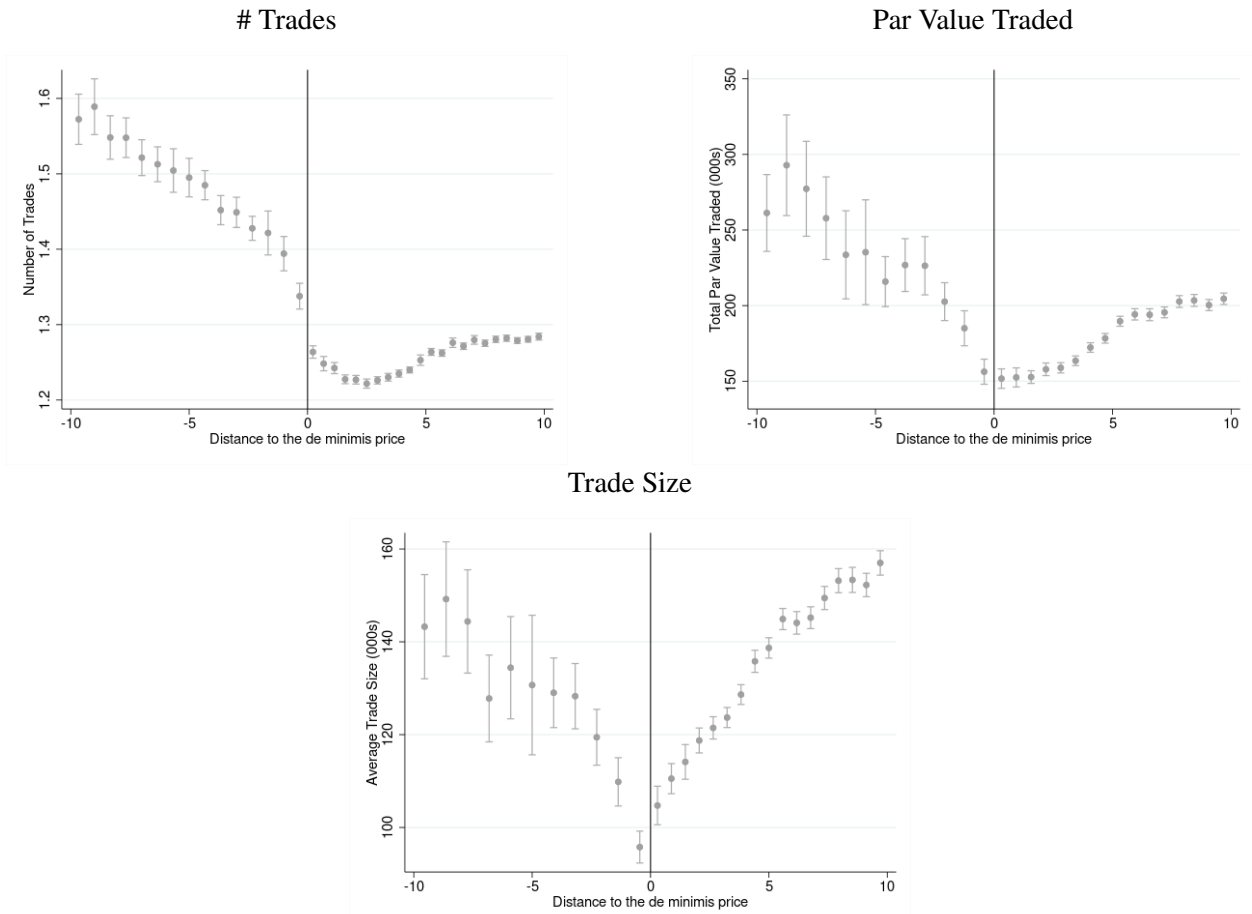 # Trades
Number of Trades
1.6
1.5
1.4
1.3
1.2
-10 -5 0 5 10
Distance to the de minimis price
Par Value Traded
Total Par Value Traded (000s)
350
300
250
200
150
-10 -5 0 5 10
Distance to the de minimis price
Trade Size
Average Trade Size (000s)
160
140
120
100
-10 -5 0 5 10
Distance to the de minimis price